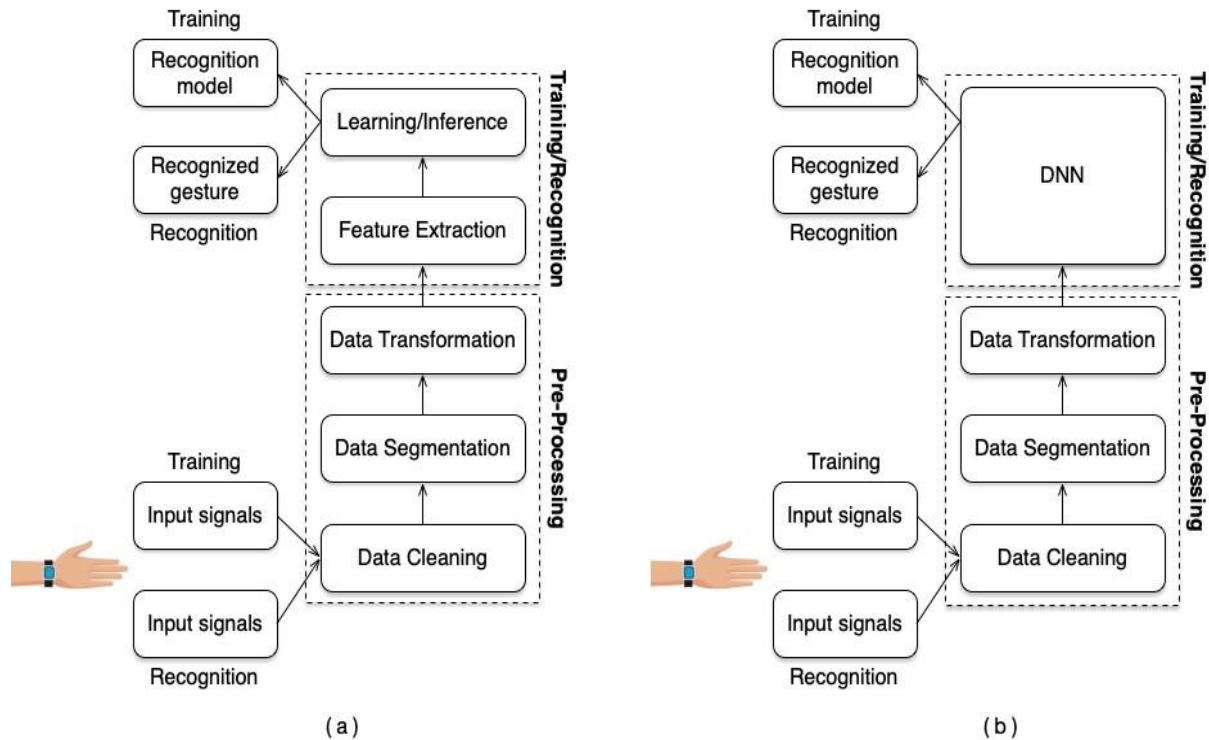 Training
Recognition
model
Recognized
gesture
Recognition
Learning/Inference
Feature Extraction
Training/Recognition
Data Transformation
Data Segmentation
Data Cleaning
Pre-Processing
Training
Input signals
Input signals
Recognition
(a)
Training
Recognition
model
Recognized
gesture
Recognition
DNN
Training/Recognition
Data Transformation
Data Segmentation
Data Cleaning
Pre-Processing
Training
Input signals
Input signals
Recognition
(b)